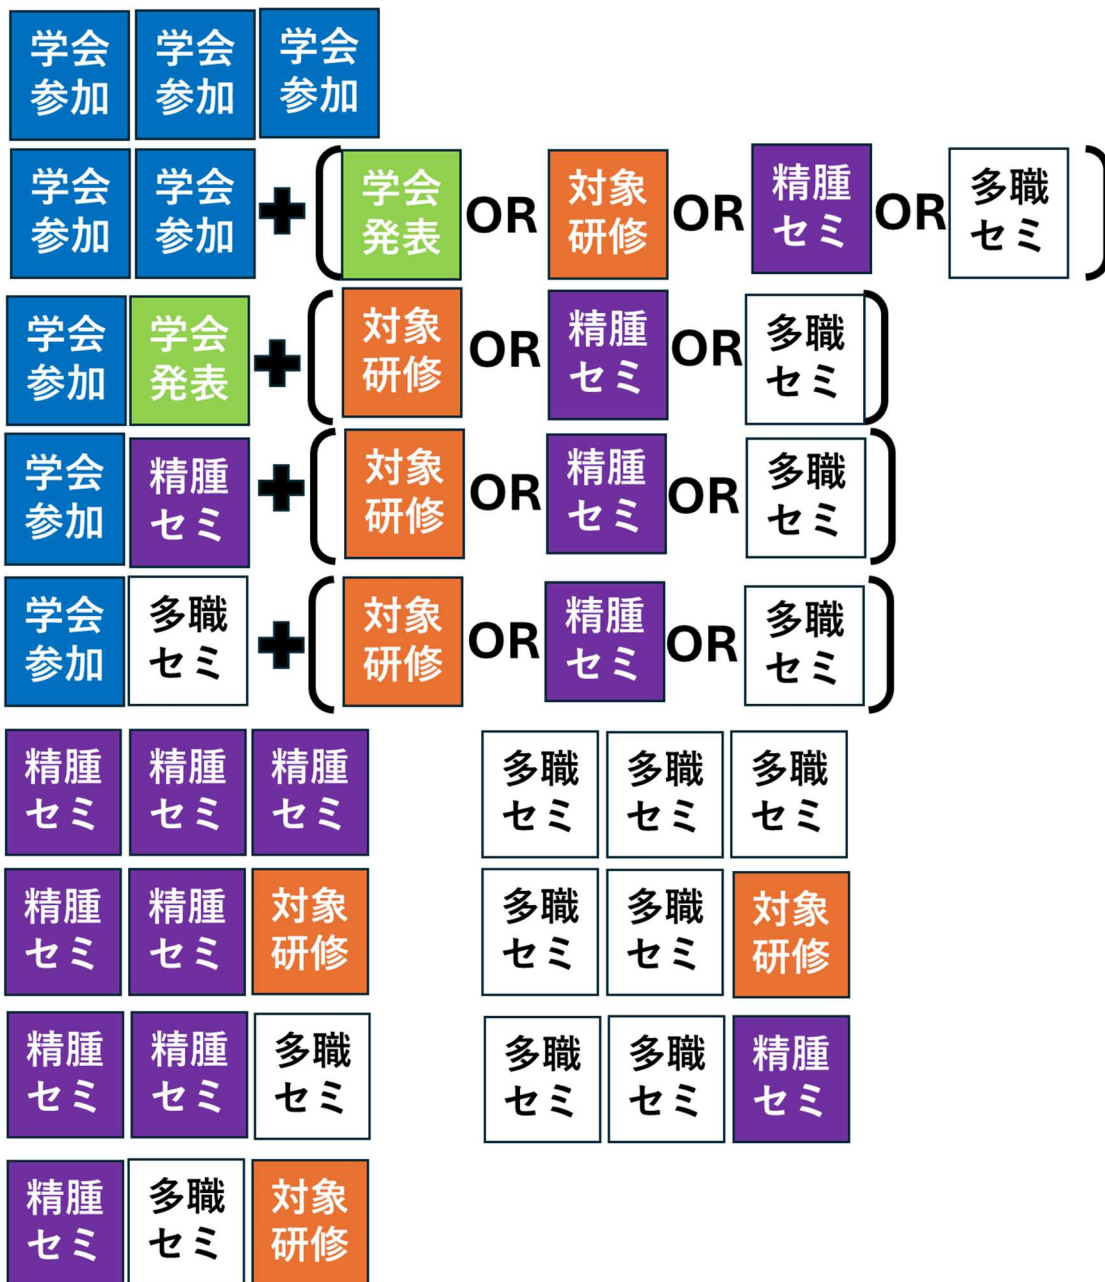 学会 学会 学会
参加 参加 参加
学会 学会 + ( 学会 OR 対象 OR 精腫 OR 多職 )
参加 参加 発表 研修 セミ セミ
学会 学会 + ( 対象 OR 精腫 OR 多職 )
参加 発表 研修 セミ セミ
学会 精腫 + ( 対象 OR 精腫 OR 多職 )
参加 セミ 研修 セミ セミ
学会 多職 + ( 対象 OR 精腫 OR 多職 )
参加 セミ 研修 セミ セミ
精腫 精腫 精腫 多職 多職 多職
セミ セミ セミ セミ セミ セミ
精腫 精腫 対象 多職 多職 対象
セミ セミ 研修 セミ セミ 研修
精腫 精腫 多職 多職 多職 精腫
セミ セミ セミ セミ セミ セミ
精腫 多職 対象
セミ セミ 研修